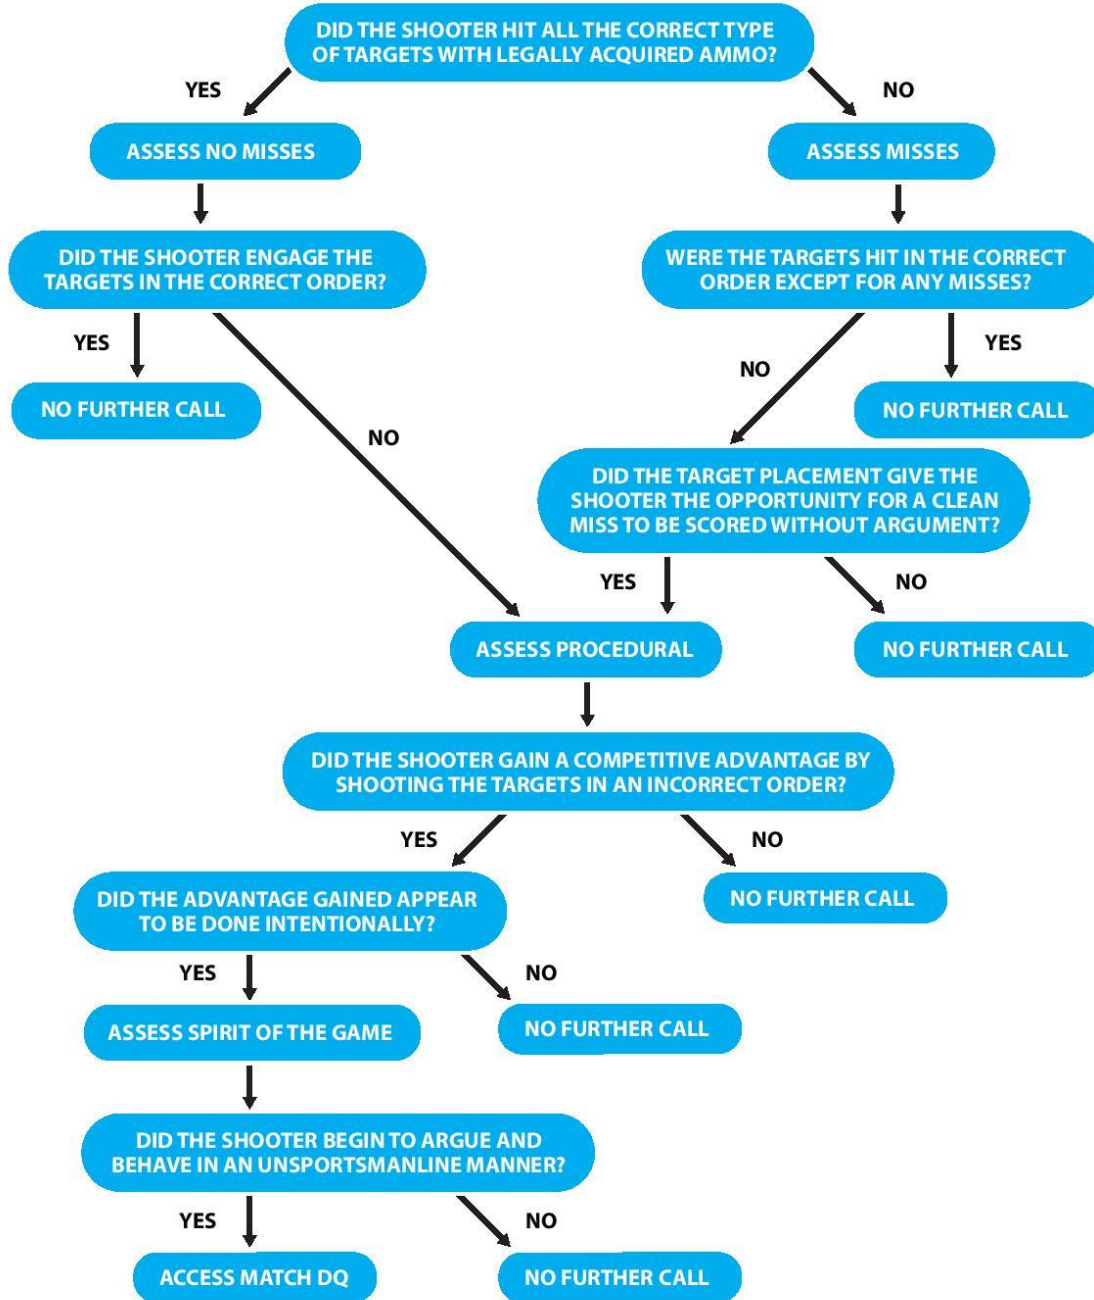 DID THE SHOOTER HIT ALL THE CORRECT TYPE
OF TARGETS WITH LEGALLY ACQUIRED AMMO?
YES
NO
ASSESS NO MISSES
ASSESS MISSES
DID THE SHOOTER ENGAGE THE
TARGETS IN THE CORRECT ORDER?
WERE THE TARGETS HIT IN THE CORRECT
ORDER EXCEPT FOR ANY MISSES?
YES
NO
NO
YES
NO FURTHER CALL
NO FURTHER CALL
DID THE TARGET PLACEMENT GIVE THE
SHOOTER THE OPPORTUNITY FOR A CLEAN
MISS TO BE SCORED WITHOUT ARGUMENT?
YES
NO
ASSESS PROCEDURAL
NO FURTHER CALL
DID THE SHOOTER GAIN A COMPETITIVE ADVANTAGE BY
SHOOTING THE TARGETS IN AN INCORRECT ORDER?
YES
NO
DID THE ADVANTAGE GAINED APPEAR
TO BE DONE INTENTIONALLY?
NO FURTHER CALL
YES
NO
ASSESS SPIRIT OF THE GAME
NO FURTHER CALL
DID THE SHOOTER BEGIN TO ARGUE AND
BEHAVE IN AN UNSPORTSMANLINE MANNER?
YES
NO
ACCESS MATCH DQ
NO FURTHER CALL